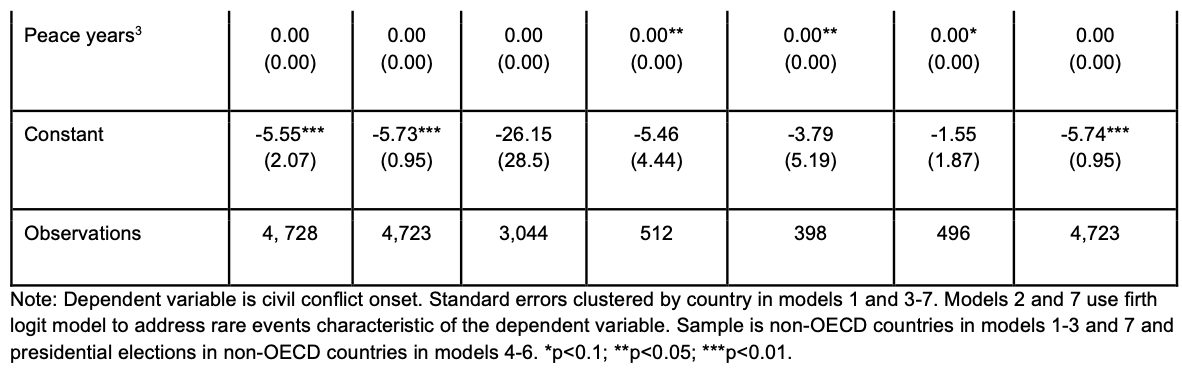 Peace years³ 0.00 0.00 0.00 0.00** 0.00** 0.00* 0.00
(0.00) (0.00) (0.00) (0.00) (0.00) (0.00) (0.00)
Constant -5.55*** -5.73*** -26.15 -5.46 -3.79 -1.55 -5.74***
(2.07) (0.95) (28.5) (4.44) (5.19) (1.87) (0.95)
Observations 4, 728 4,723 3,044 512 398 496 4,723
Note: Dependent variable is civil conflict onset. Standard errors clustered by country in models 1 and 3-7. Models 2 and 7 use firth
logit model to address rare events characteristic of the dependent variable. Sample is non-OECD countries in models 1-3 and 7 and
presidential elections in non-OECD countries in models 4-6. *p<0.1; **p<0.05; ***p<0.01.